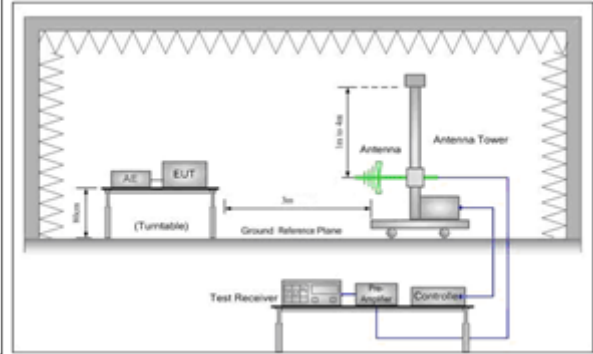 1m to 4m
Antenna
Antenna Tower
AE
EUT
80cm
3m
(Turntable)
Ground Reference Plane
Test Receiver
Pre-
Amplifier
Controller